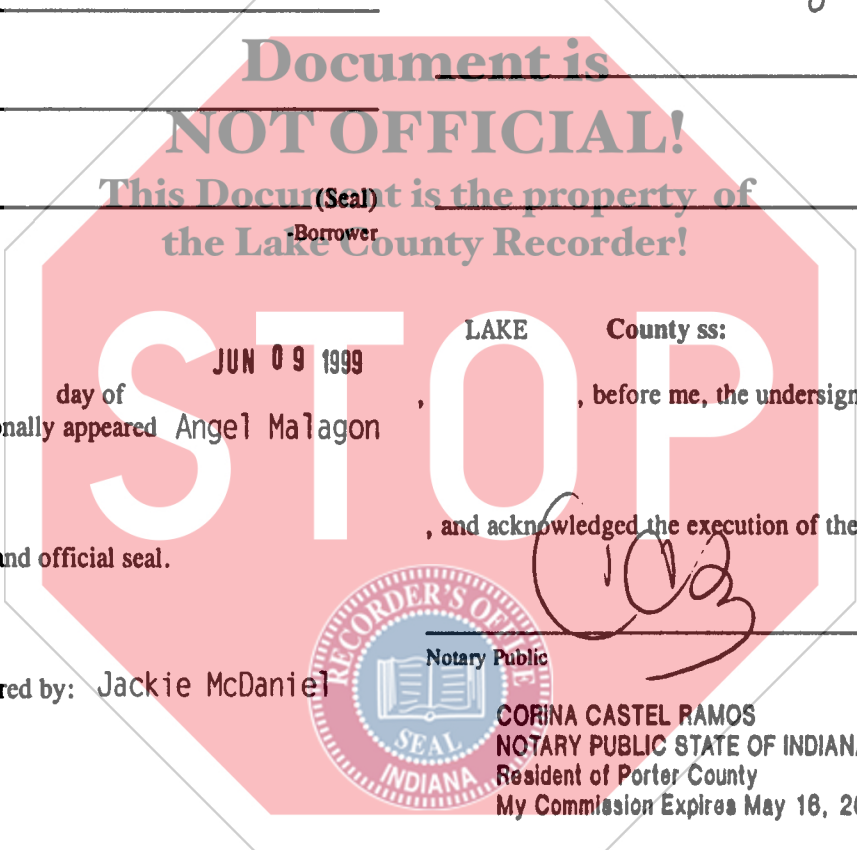 Document is
NOT OFFICIAL!
This Document is the property of
the Lake County Recorder!
(Seal)
-Borrower
STOP
LAKE County ss:
JUN 09 1999
day of , , before me, the undersign
onally appeared Angel Malagon
, and acknowledged the execution of the
nd official seal.
RECORDER'S OFFICE
SEAL
INDIANA
Notary Public
red by: Jackie McDaniel
CORINA CASTEL RAMOS
NOTARY PUBLIC STATE OF INDIANA
Resident of Porter County
My Commission Expires May 16, 20